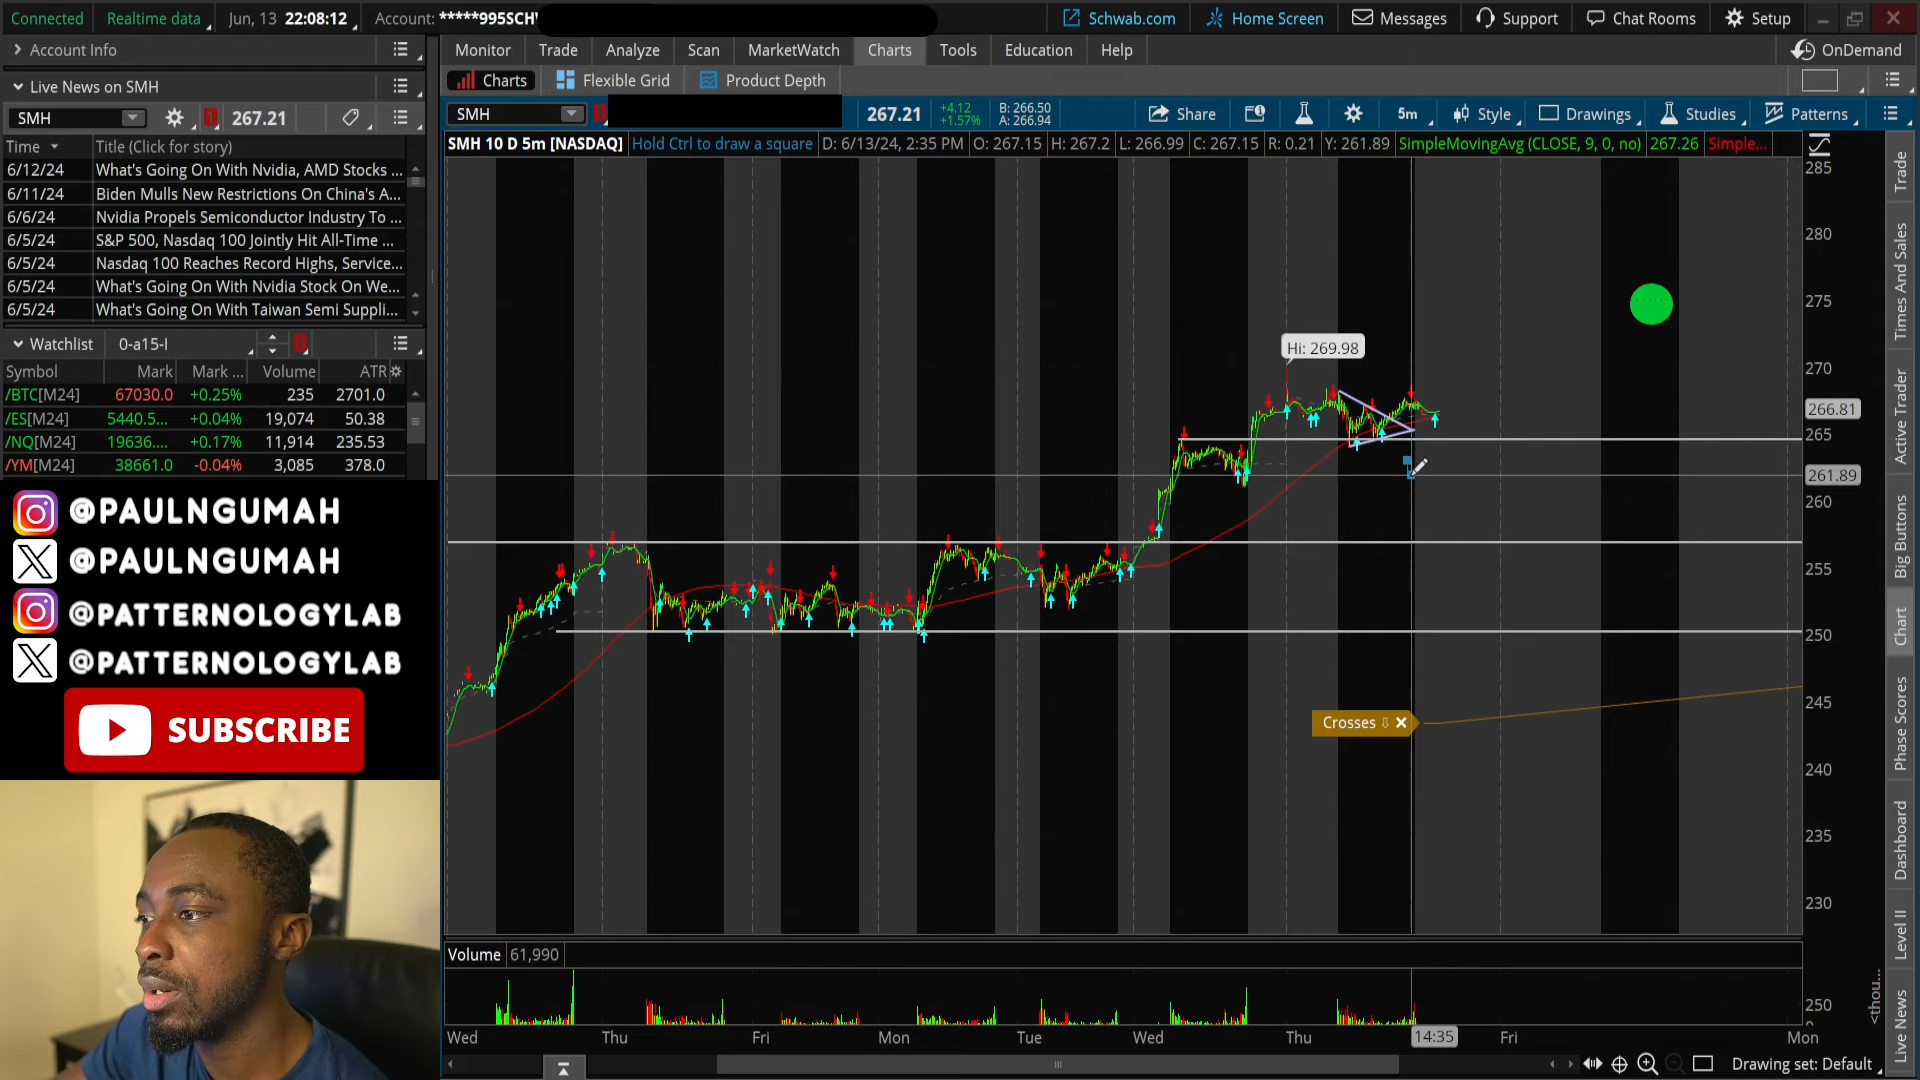 Connected Realtime data Jun, 13 22:08:12 Account: *****995SCHW Schwab.com Home Screen Messages Support Chat Rooms Setup
Account Info
Monitor Trade Analyze Scan MarketWatch Charts Tools Education Help OnDemand
Live News on SMH
Charts Flexible Grid Product Depth
SMH 1 267.21
SMH 267.21 +4.12 +1.57% B: 266.50 A: 266.94 Share 5m Style Drawings Studies Patterns
SMH 10 D 5m [NASDAQ] Hold Ctrl to draw a square D: 6/13/24, 2:35 PM O: 267.15 H: 267.2 L: 266.99 C: 267.15 R: 0.21 Y: 261.89 SimpleMovingAvg (CLOSE, 9, 0, no) 267.26 Simple...
Time Title (Click for story)
6/12/24 What's Going On With Nvidia, AMD Stocks ...
6/11/24 Biden Mulls New Restrictions On China's A...
6/6/24 Nvidia Propels Semiconductor Industry To ...
6/5/24 S&P 500, Nasdaq 100 Jointly Hit All-Time ...
6/5/24 Nasdaq 100 Reaches Record Highs, Service...
6/5/24 What's Going On With Nvidia Stock On We...
6/5/24 What's Going On With Taiwan Semi Suppli...
Watchlist 0-a15-I
Symbol Mark Mark ... Volume ATR
/BTC[M24] 67030.0 +0.25% 235 2701.0
/ES[M24] 5440.5... +0.04% 19,074 50.38
/NQ[M24] 19636.... +0.17% 11,914 235.53
/YM[M24] 38661.0 -0.04% 3,085 378.0
@PAULNGUMAH
@PAULNGUMAH
@PATTERNOLOGYLAB
@PATTERNOLOGYLAB
SUBSCRIBE
Hi: 269.98
Crosses
285
280
275
270
266.81
265
261.89
260
255
250
245
240
235
230
Volume 61,990
250
0
<thou...
Wed Thu Fri Mon Tue Wed Thu 14:35 Fri Mon
Drawing set: Default
Trade
Times And Sales
Active Trader
Big Buttons
Chart
Phase Scores
Dashboard
Level II
Live News